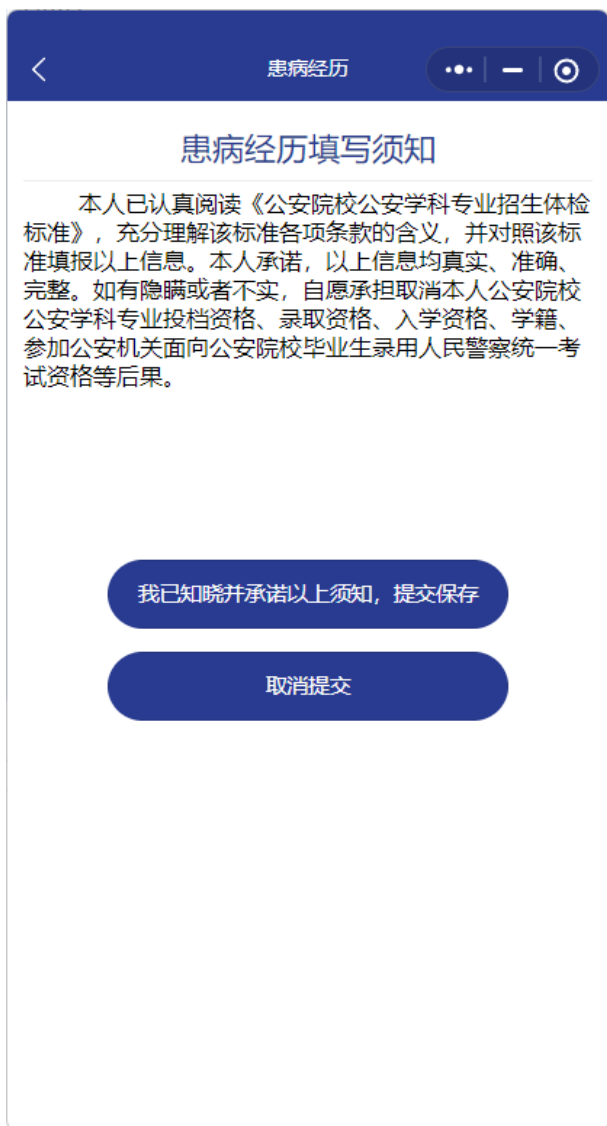 患病经历
患病经历填写须知
本人已认真阅读《公安院校公安学科专业招生体检
标准》，充分理解该标准各项条款的含义，并对照该标
准填报以上信息。本人承诺，以上信息均真实、准确、
完整。如有隐瞒或者不实，自愿承担取消本人公安院校
公安学科专业投档资格、录取资格、入学资格、学籍、
参加公安机关面向公安院校毕业生录用人民警察统一考
试资格等后果。
我已知晓并承诺以上须知，提交保存
取消提交